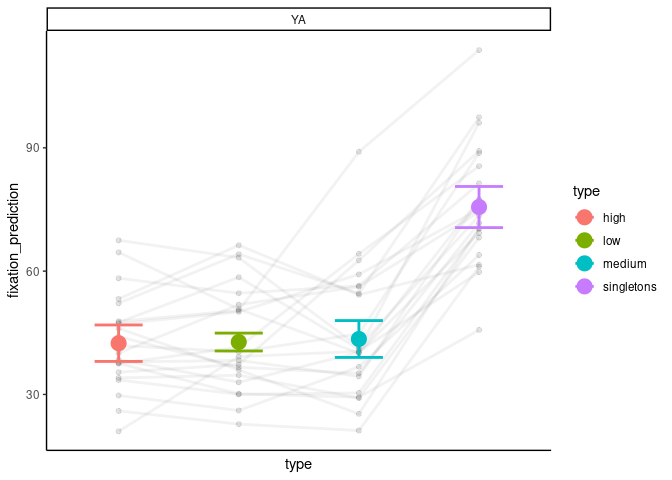 YA
90
60
30
fixation_prediction
type
type
high
low
medium
singletons